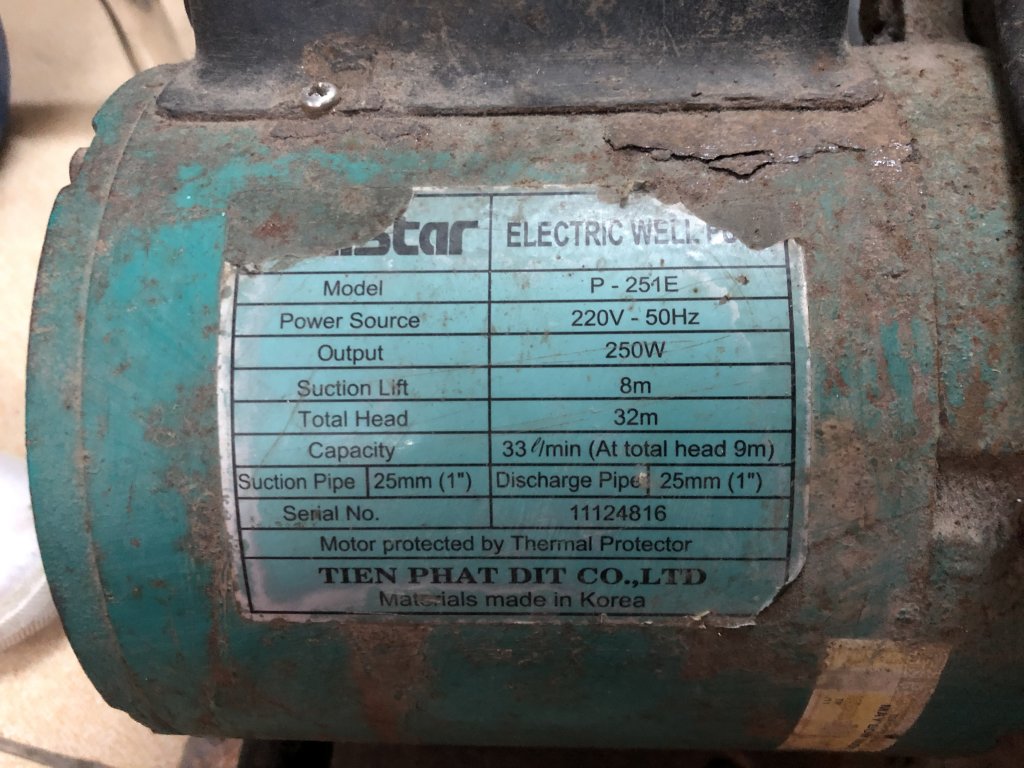 ELECTRIC WELL
Model P - 251E
Power Source 220V - 50Hz
Output 250W
Suction Lift 8m
Total Head 32m
Capacity 33 ℓ/min (At total head 9m)
Suction Pipe 25mm (1") Discharge Pipe 25mm (1")
Serial No. 11124816
Motor protected by Thermal Protector
TIEN PHAT DIT CO.,LTD
Materials made in Korea